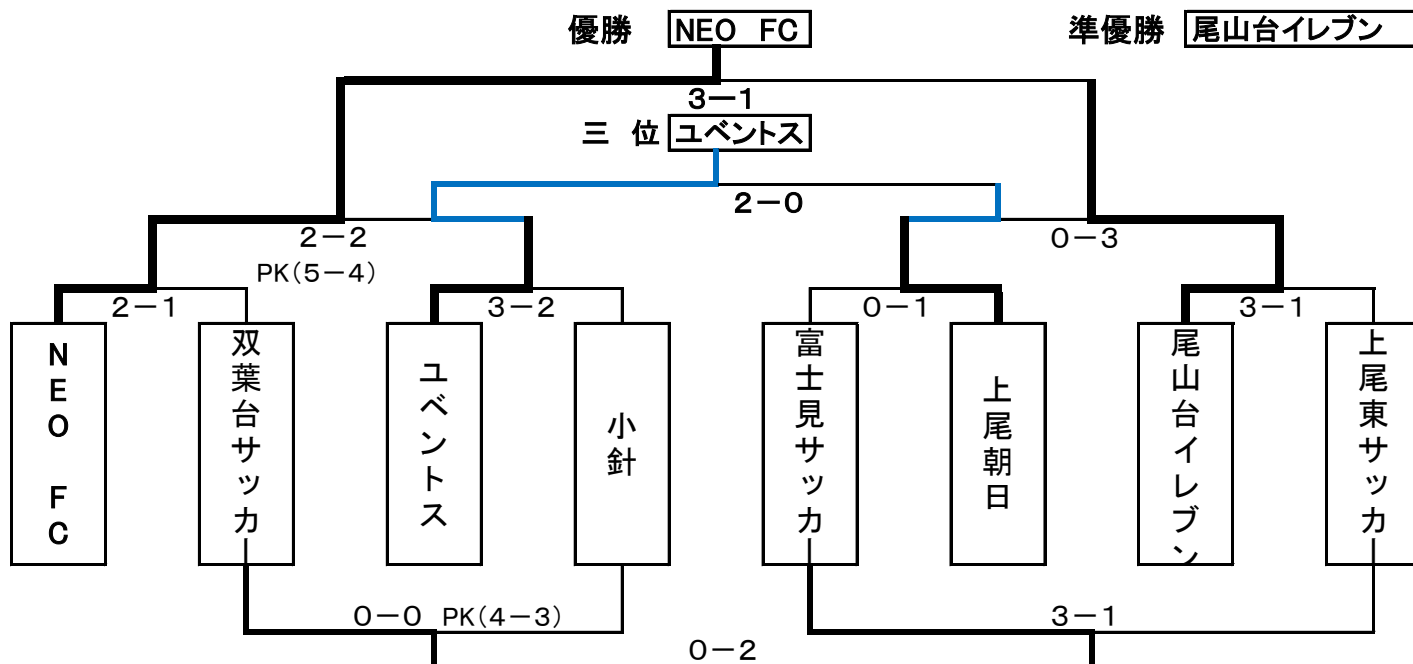 優勝 NEO FC 準優勝 尾山台イレブン
3－1
三 位 ユベントス
2－0
2－2 0－3
PK(5－4)
2－1 3－2 0－1 3－1
NEO FC
双葉台サッカ
ユベントス
小針
富士見サッカ
上尾朝日
尾山台イレブン
上尾東サッカ
0－0 PK(4－3) 3－1
0－2